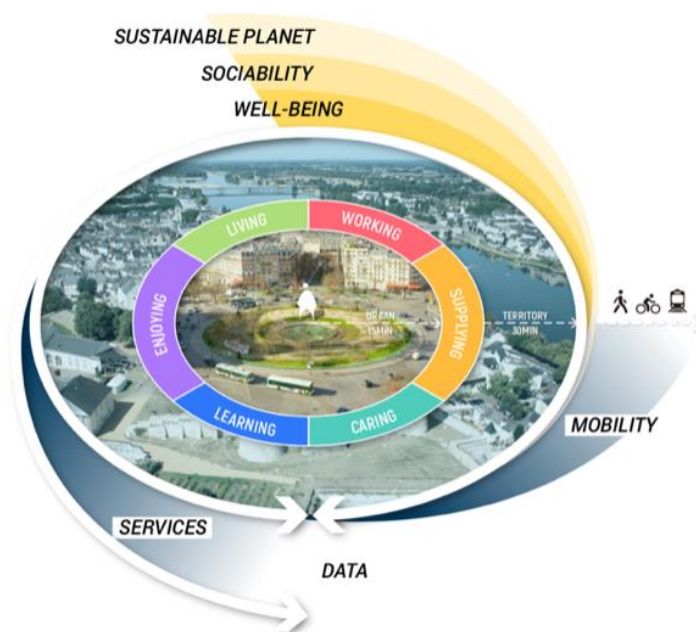 SUSTAINABLE PLANET
SOCIABILITY
WELL-BEING
LIVING
WORKING
ENJOYING
SUPPLYING
URBAN
15MIN
TERRITORY
30MIN
LEARNING
CARING
MOBILITY
SERVICES
DATA